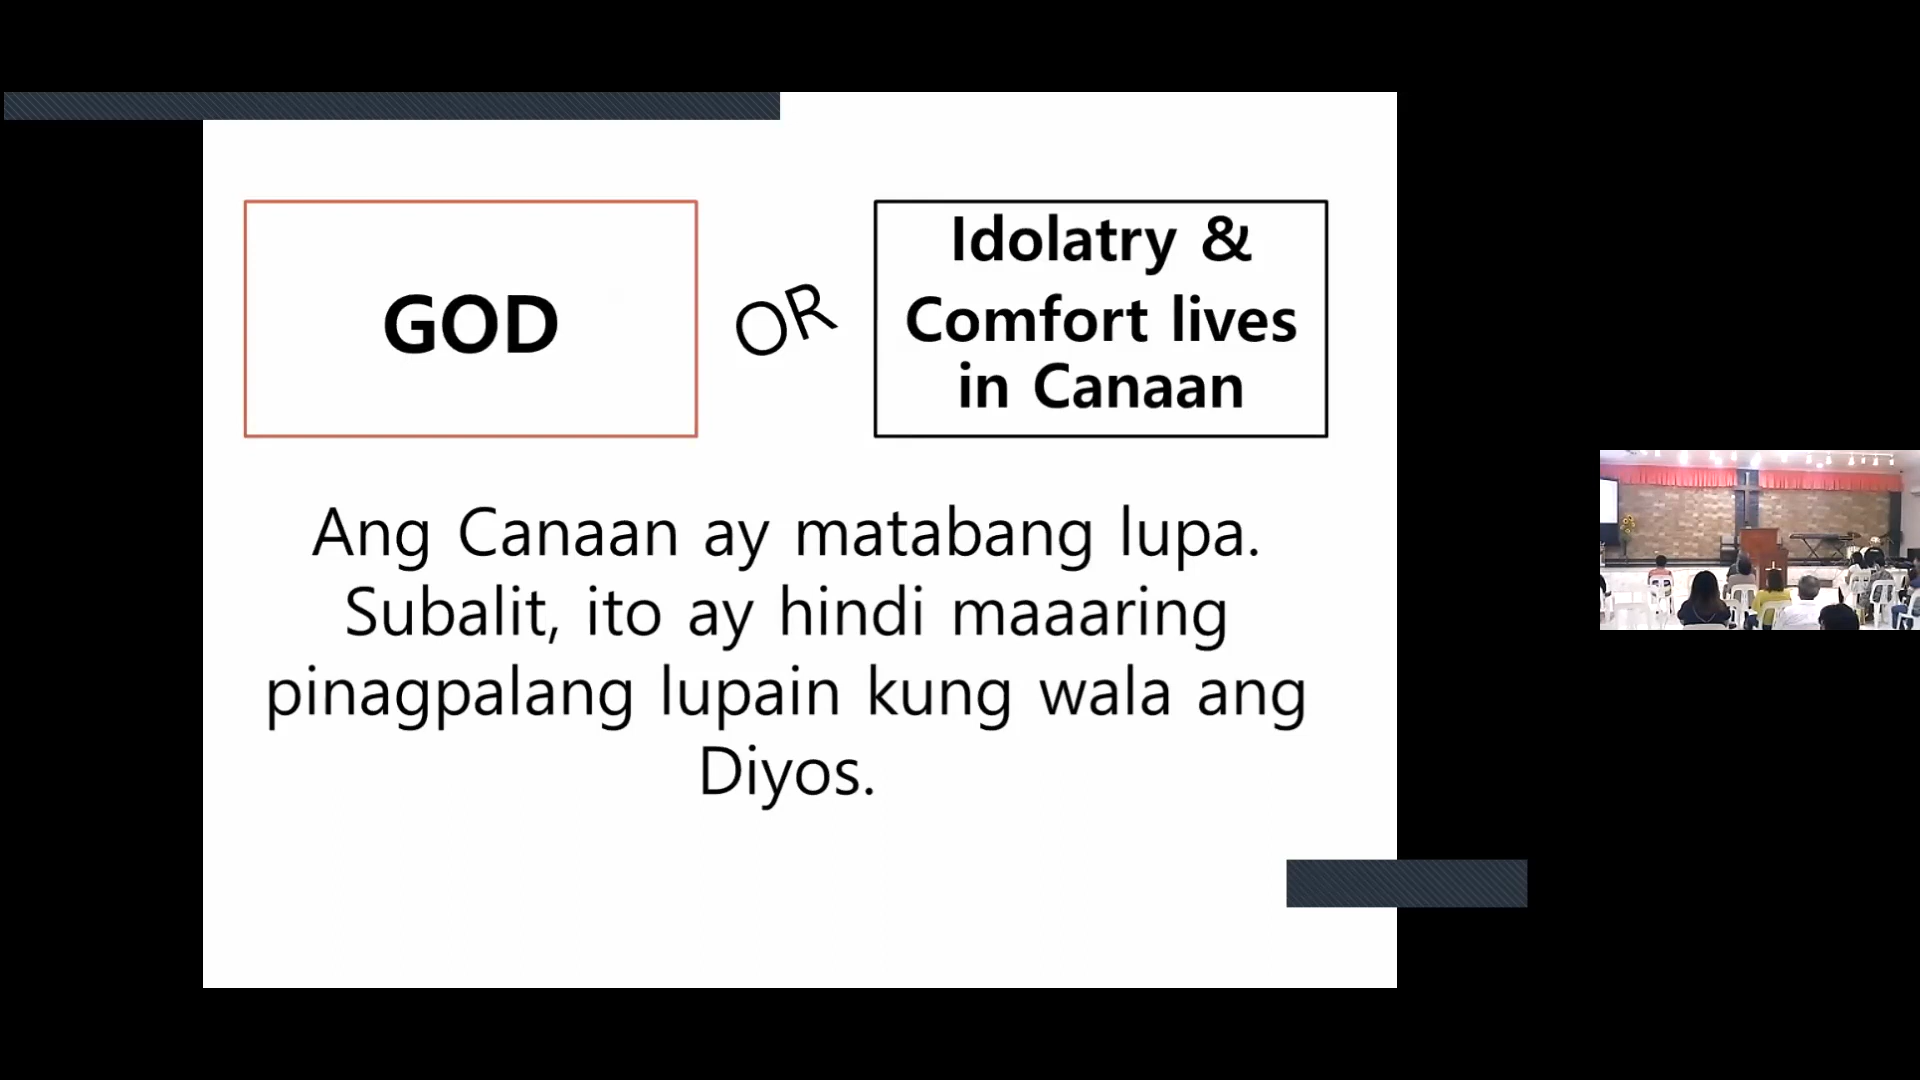 GOD
OR
Idolatry &
Comfort lives
in Canaan
Ang Canaan ay matabang lupa.
Subalit, ito ay hindi maaaring
pinagpalang lupain kung wala ang
Diyos.